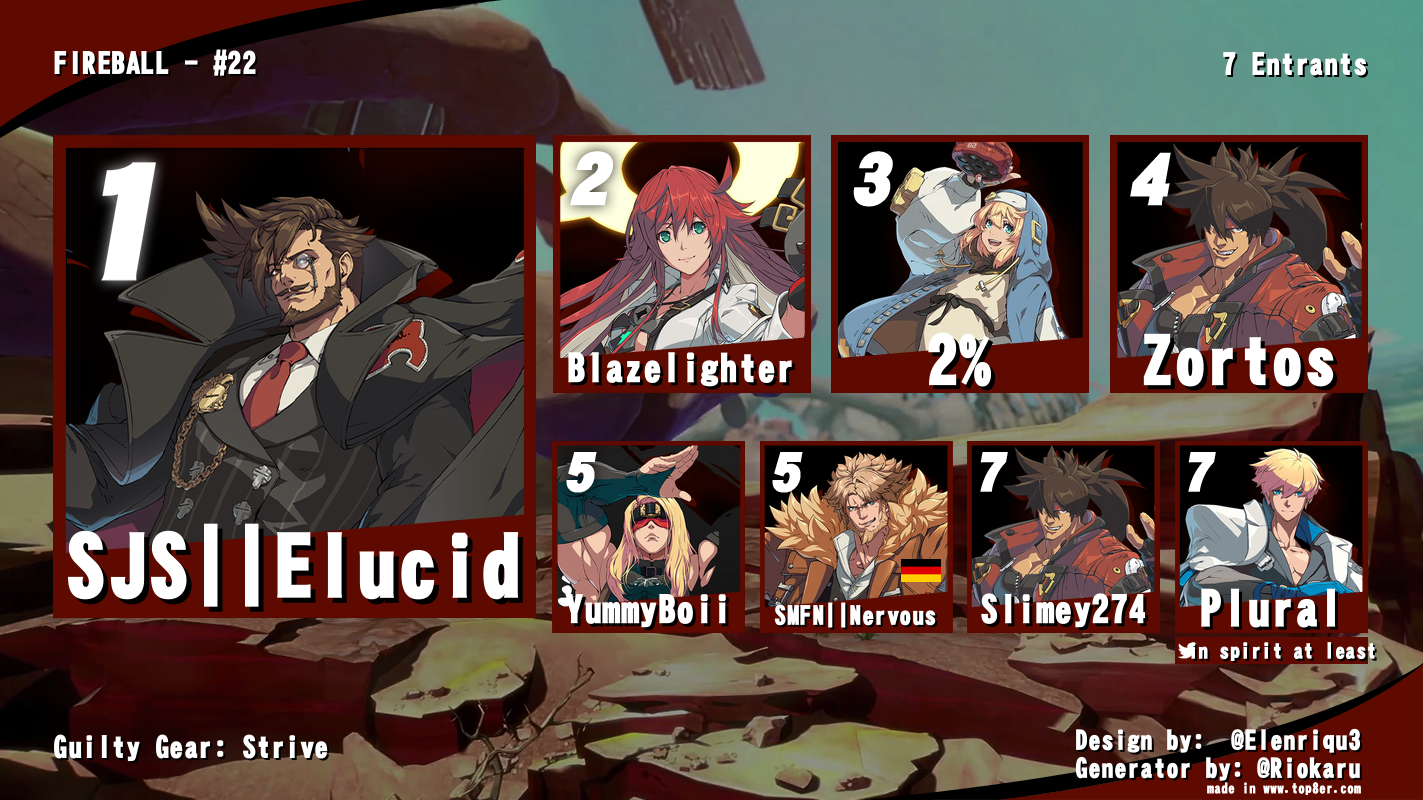 FIREBALL - #22
7 Entrants
1
SJS||Elucid
2
Blazelighter
3
2%
4
Zortos
5
YummyBoii
5
SMFN||Nervous
7
Slimey274
7
Plural
in spirit at least
Guilty Gear: Strive
Design by: @Elenriqu3
Generator by: @Riokaru
made in www.top8er.com